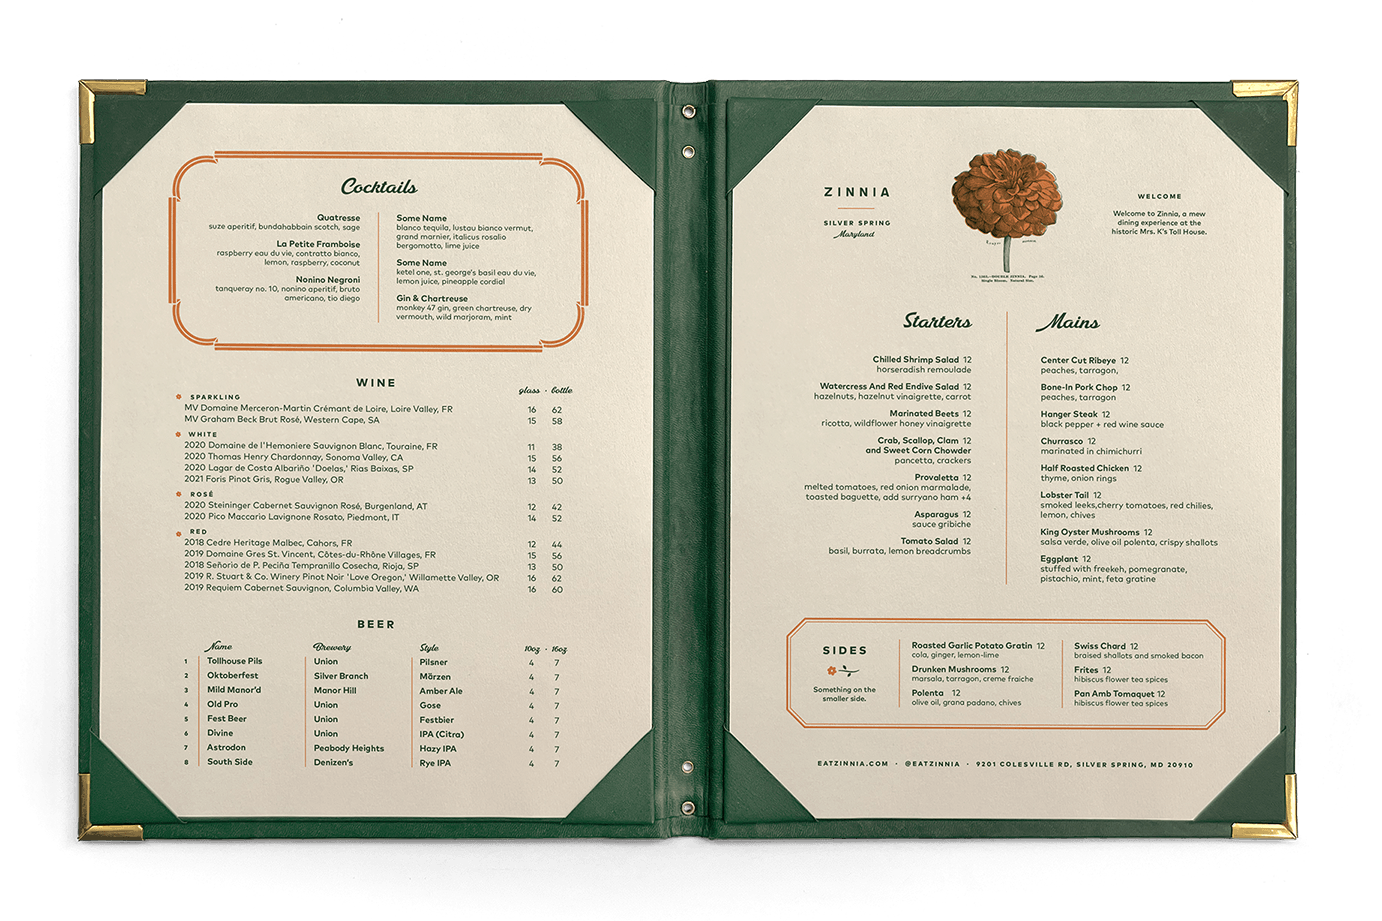 Cocktails
Quatresse
suze aperitif, bundahabbain scotch, sage
La Petite Framboise
raspberry eau du vie, contratto bianco,
lemon, raspberry, coconut
Nonino Negroni
tanqueray no. 10, nonino aperitif, bruto
americano, tio diego
Some Name
blanco tequila, lustau bianco vermut,
grand marnier, italicus rosalio
bergomotto, lime juice
Some Name
ketel one, st. george's basil eau du vie,
lemon juice, pineapple cordial
Gin & Chartreuse
monkey 47 gin, green chartreuse, dry
vermouth, wild marjoram, mint
WINE
glass · bottle
SPARKLING
MV Domaine Merceron-Martin Crémant de Loire, Loire Valley, FR 16 62
MV Graham Beck Brut Rosé, Western Cape, SA 15 58
WHITE
2020 Domaine de l'Hemoniere Sauvignon Blanc, Touraine, FR 11 38
2020 Thomas Henry Chardonnay, Sonoma Valley, CA 15 56
2020 Lagar de Costa Albariño 'Doelas,' Rias Baixas, SP 14 52
2021 Foris Pinot Gris, Rogue Valley, OR 13 50
ROSÉ
2020 Steininger Cabernet Sauvignon Rosé, Burgenland, AT 12 42
2020 Pico Maccario Lavignone Rosato, Piedmont, IT 14 52
RED
2018 Cedre Heritage Malbec, Cahors, FR 12 44
2019 Domaine Gres St. Vincent, Côtes-du-Rhône Villages, FR 15 56
2018 Señorio de P. Peciña Tempranillo Cosecha, Rioja, SP 13 50
2019 R. Stuart & Co. Winery Pinot Noir 'Love Oregon,' Willamette Valley, OR 16 62
2019 Requiem Cabernet Sauvignon, Columbia Valley, WA 16 60
BEER
Name Brewery Style 10oz · 16oz
1 Tollhouse Pils Union Pilsner 4 7
2 Oktoberfest Silver Branch Märzen 4 7
3 Mild Manor'd Manor Hill Amber Ale 4 7
4 Old Pro Union Gose 4 7
5 Fest Beer Union Festbier 4 7
6 Divine Union IPA (Citra) 4 7
7 Astrodon Peabody Heights Hazy IPA 4 7
8 South Side Denizen's Rye IPA 4 7
ZINNIA
SILVER SPRING
Maryland
No. 1265.—DOUBLE ZINNIA. Page 50.
Single Bloom. Natural Size.
WELCOME
Welcome to Zinnia, a mew
dining experience at the
historic Mrs. K's Toll House.
Starters
Chilled Shrimp Salad 12
horseradish remoulade
Watercress And Red Endive Salad 12
hazelnuts, hazelnut vinaigrette, carrot
Marinated Beets 12
ricotta, wildflower honey vinaigrette
Crab, Scallop, Clam 12
and Sweet Corn Chowder
pancetta, crackers
Provaletta 12
melted tomatoes, red onion marmalade,
toasted baguette, add surryano ham +4
Asparagus 12
sauce gribiche
Tomato Salad 12
basil, burrata, lemon breadcrumbs
Mains
Center Cut Ribeye 12
peaches, tarragon,
Bone-In Pork Chop 12
peaches, tarragon
Hanger Steak 12
black pepper + red wine sauce
Churrasco 12
marinated in chimichurri
Half Roasted Chicken 12
thyme, onion rings
Lobster Tail 12
smoked leeks,cherry tomatoes, red chilies,
lemon, chives
King Oyster Mushrooms 12
salsa verde, olive oil polenta, crispy shallots
Eggplant 12
stuffed with freekeh, pomegranate,
pistachio, mint, feta gratine
SIDES
Something on the
smaller side.
Roasted Garlic Potato Gratin 12
cola, ginger, lemon-lime
Drunken Mushrooms 12
marsala, tarragon, creme fraiche
Polenta 12
olive oil, grana padano, chives
Swiss Chard 12
braised shallots and smoked bacon
Frites 12
hibiscus flower tea spices
Pan Amb Tomaquet 12
hibiscus flower tea spices
EATZINNIA.COM · @EATZINNIA · 9201 COLESVILLE RD, SILVER SPRING, MD 20910